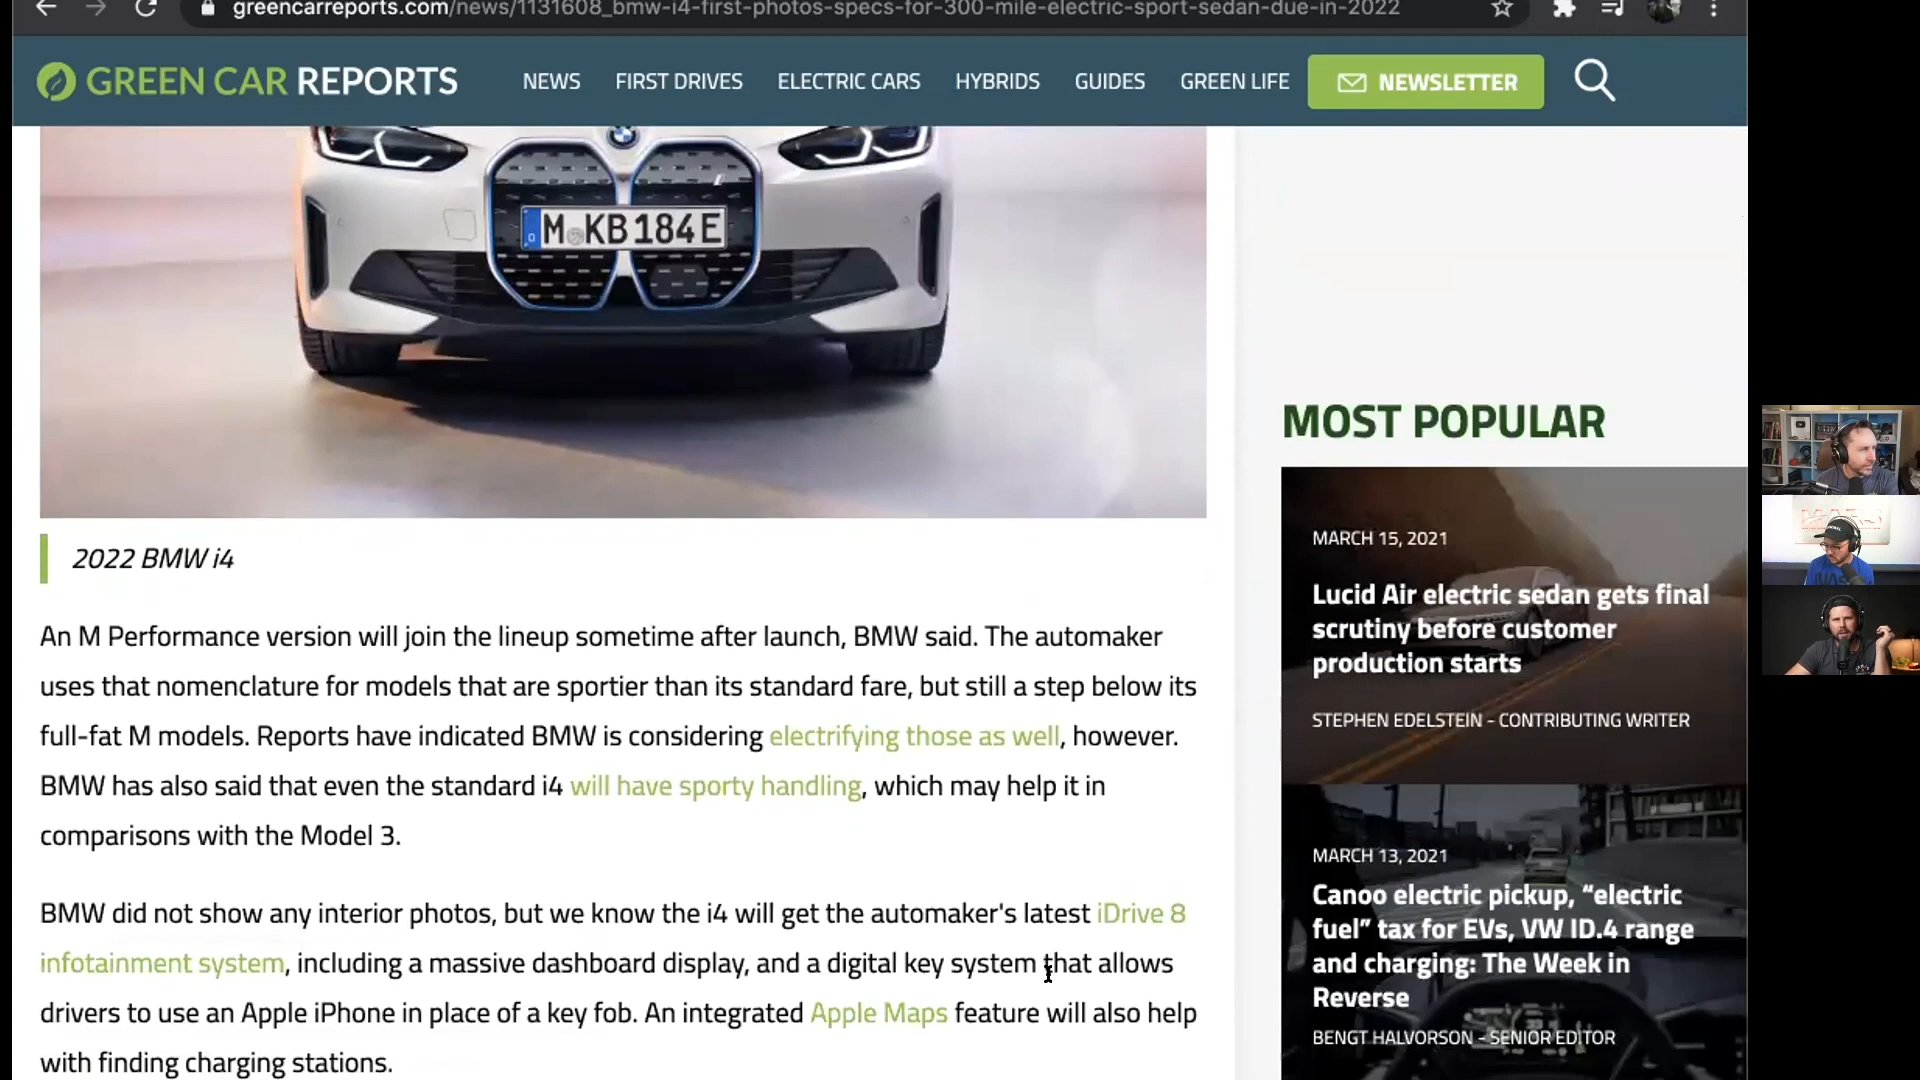 greencarreports.com/news/1131608_bmw-i4-first-photos-specs-for-300-mile-electric-sport-sedan-due-in-2022
GREEN CAR REPORTS
NEWS
FIRST DRIVES
ELECTRIC CARS
HYBRIDS
GUIDES
GREEN LIFE
NEWSLETTER
M KB 184 E
2022 BMW i4
An M Performance version will join the lineup sometime after launch, BMW said. The automaker
uses that nomenclature for models that are sportier than its standard fare, but still a step below its
full-fat M models. Reports have indicated BMW is considering electrifying those as well, however.
BMW has also said that even the standard i4 will have sporty handling, which may help it in
comparisons with the Model 3.
BMW did not show any interior photos, but we know the i4 will get the automaker's latest iDrive 8
infotainment system, including a massive dashboard display, and a digital key system that allows
drivers to use an Apple iPhone in place of a key fob. An integrated Apple Maps feature will also help
with finding charging stations.
MOST POPULAR
MARCH 15, 2021
Lucid Air electric sedan gets final
scrutiny before customer
production starts
STEPHEN EDELSTEIN - CONTRIBUTING WRITER
MARCH 13, 2021
Canoo electric pickup, “electric
fuel” tax for EVs, VW ID.4 range
and charging: The Week in
Reverse
BENGT HALVORSON - SENIOR EDITOR
MARS